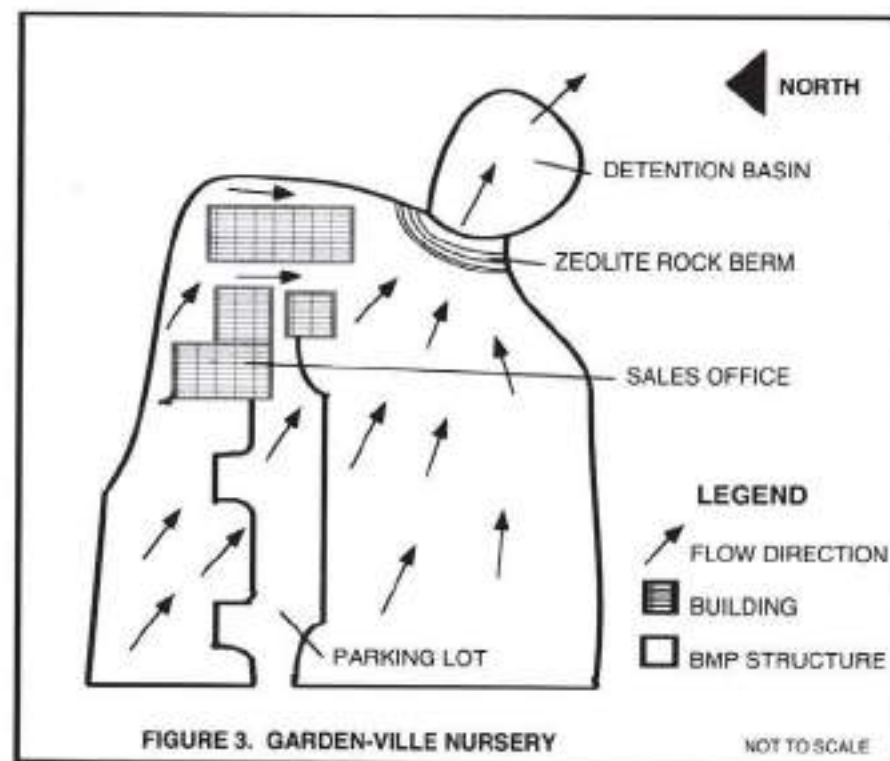 NORTH
DETENTION BASIN
ZEOLITE ROCK BERM
SALES OFFICE
LEGEND
FLOW DIRECTION
BUILDING
BMP STRUCTURE
PARKING LOT
FIGURE 3. GARDEN-VILLE NURSERY
NOT TO SCALE